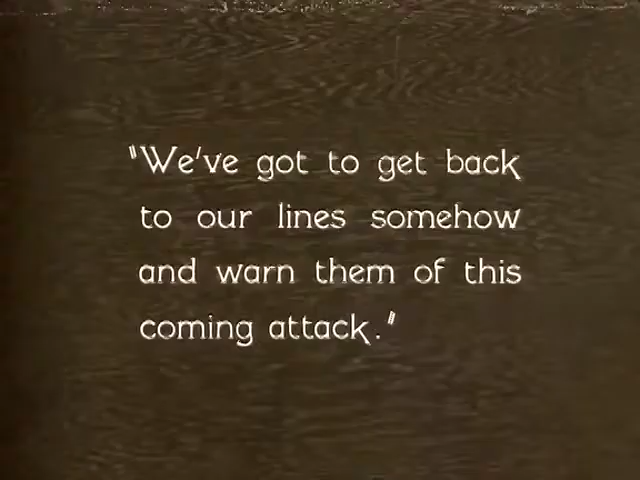 "We've got to get back
to our lines somehow
and warn them of this
coming attack."